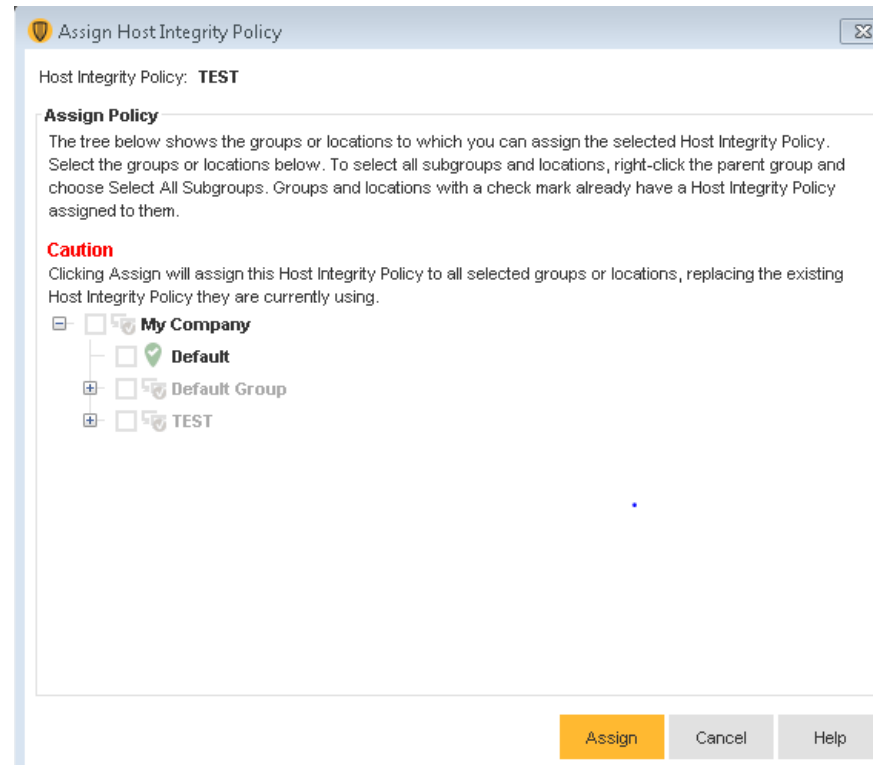 Assign Host Integrity Policy
Host Integrity Policy: TEST
Assign Policy
The tree below shows the groups or locations to which you can assign the selected Host Integrity Policy.
Select the groups or locations below. To select all subgroups and locations, right-click the parent group and
choose Select All Subgroups. Groups and locations with a check mark already have a Host Integrity Policy
assigned to them.
Caution
Clicking Assign will assign this Host Integrity Policy to all selected groups or locations, replacing the existing
Host Integrity Policy they are currently using.
My Company
Default
Default Group
TEST
Assign Cancel Help